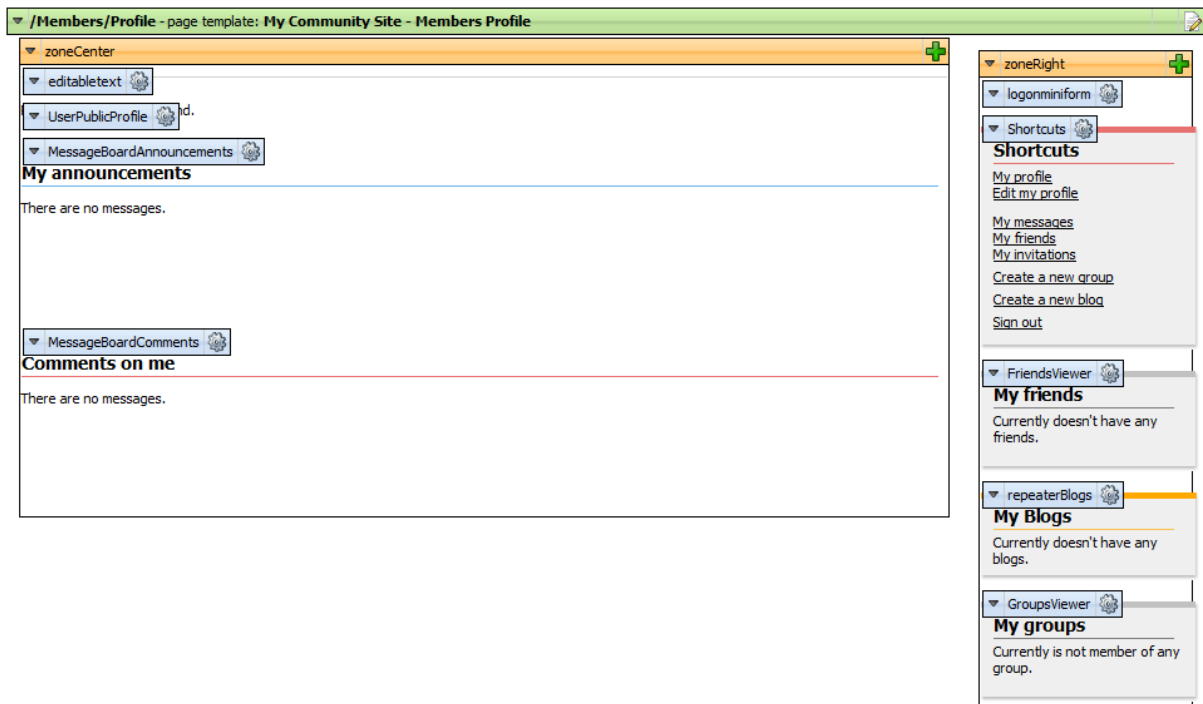 /Members/Profile - page template: My Community Site - Members Profile
zoneCenter
editabletext
UserPublicProfile
MessageBoardAnnouncements
My announcements
There are no messages.
MessageBoardComments
Comments on me
There are no messages.
zoneRight
logonminiform
Shortcuts
Shortcuts
My profile
Edit my profile
My messages
My friends
My invitations
Create a new group
Create a new blog
Sign out
FriendsViewer
My friends
Currently doesn't have any
friends.
repeaterBlogs
My Blogs
Currently doesn't have any
blogs.
GroupsViewer
My groups
Currently is not member of any
group.